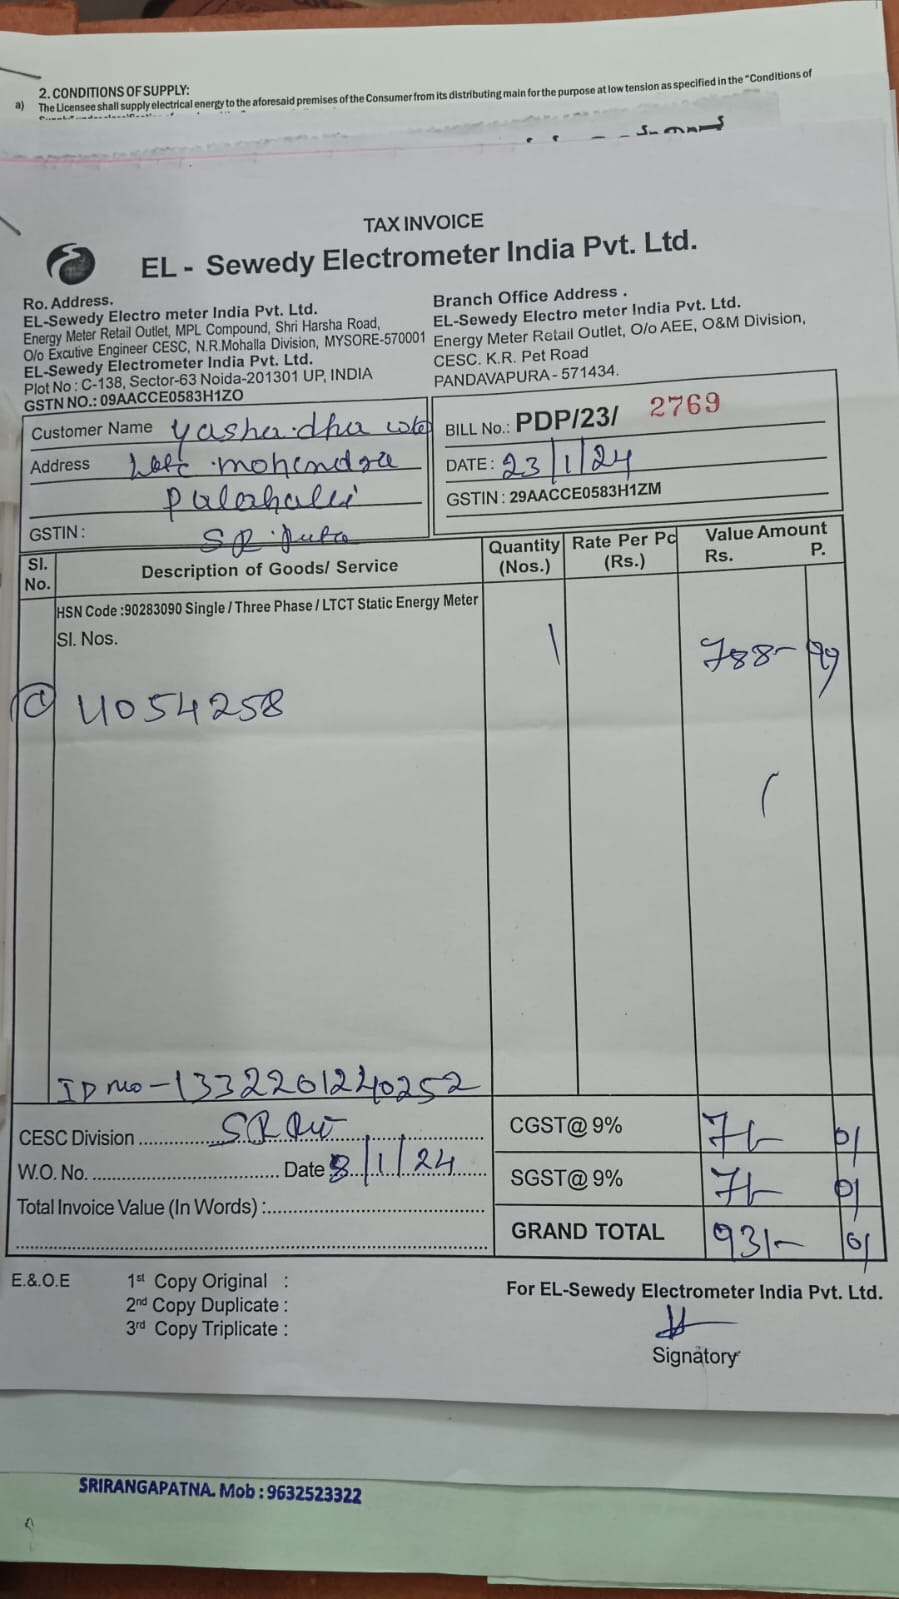 2. CONDITIONS OF SUPPLY:
a) The Licensee shall supply electrical energy to the aforesaid premises of the Consumer from its distributing main for the purpose at low tension as specified in the "Conditions of
TAX INVOICE
EL - Sewedy Electrometer India Pvt. Ltd.
Ro. Address.
EL-Sewedy Electro meter India Pvt. Ltd.
Energy Meter Retail Outlet, MPL Compound, Shri Harsha Road,
O/o Excutive Engineer CESC, N.R.Mohalla Division, MYSORE-570001
EL-Sewedy Electrometer India Pvt. Ltd.
Plot No : C-138, Sector-63 Noida-201301 UP, INDIA
GSTN NO.: 09AACCE0583H1ZO
Branch Office Address .
EL-Sewedy Electro meter India Pvt. Ltd.
Energy Meter Retail Outlet, O/o AEE, O&M Division,
CESC. K.R. Pet Road
PANDAVAPURA - 571434.
Customer Name Yasha.dha
Address mohendra
Palahalli
GSTIN :
BILL No.: PDP/23/ 2769
DATE : 23/1/24
GSTIN : 29AACCE0583H1ZM
Sl. No. Description of Goods/ Service Quantity (Nos.) Rate Per Pc (Rs.) Value Amount Rs. P.
HSN Code :90283090 Single / Three Phase / LTCT Static Energy Meter
Sl. Nos. 1 788- 99
U054258
ID no - 1332201240252
CESC Division ...............
W.O. No. ............... Date 8/1/24
Total Invoice Value (In Words) :...............
CGST@ 9% 71- 01
SGST@ 9% 71- 01
GRAND TOTAL 931- 01
E.&.O.E
1st Copy Original :
2nd Copy Duplicate :
3rd Copy Triplicate :
For EL-Sewedy Electrometer India Pvt. Ltd.
Signatory
SRIRANGAPATNA. Mob : 9632523322